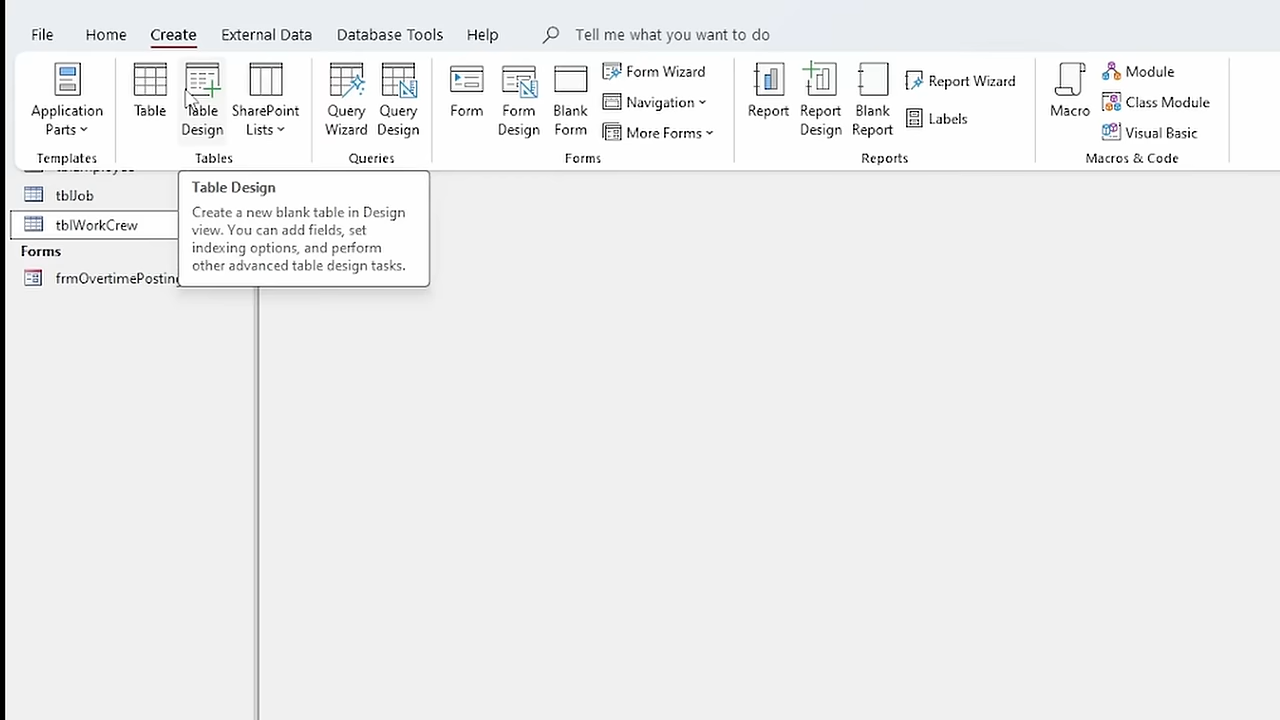 File Home Create External Data Database Tools Help Tell me what you want to do
Application Parts
Table
Table Design
SharePoint Lists
Query Wizard
Query Design
Form
Form Design
Blank Form
Form Wizard
Navigation
More Forms
Report
Report Design
Blank Report
Report Wizard
Labels
Macro
Module
Class Module
Visual Basic
Templates Tables Queries Forms Reports Macros & Code
tblJob
tblWorkCrew
Forms
frmOvertimePosting
Table Design
Create a new blank table in Design
view. You can add fields, set
indexing options, and perform
other advanced table design tasks.